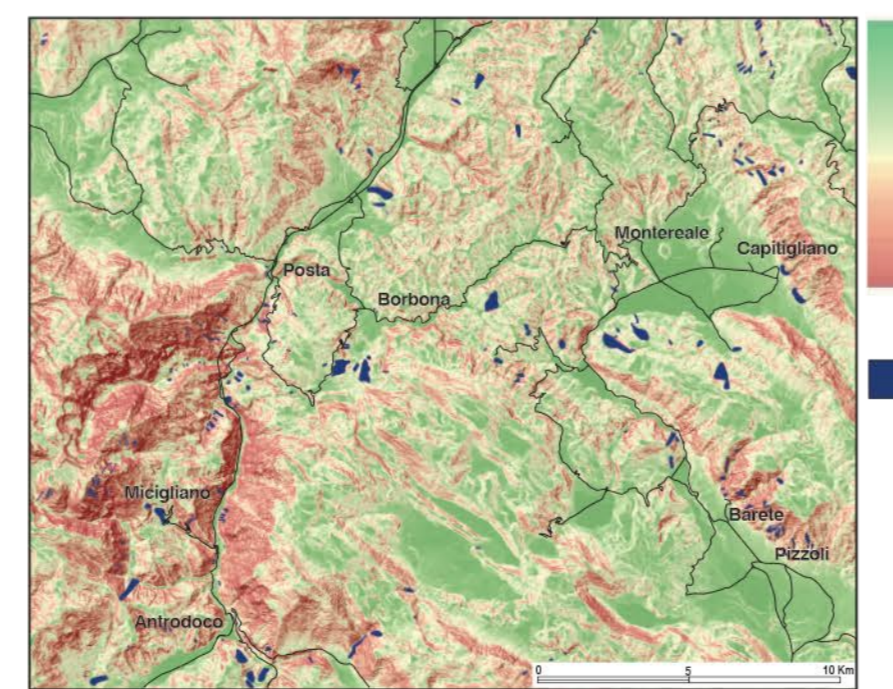 Montereale
Capitigliano
Posta
Borbona
Micigliano
Barete
Pizzoli
Antrodoco
0 5 10 Km